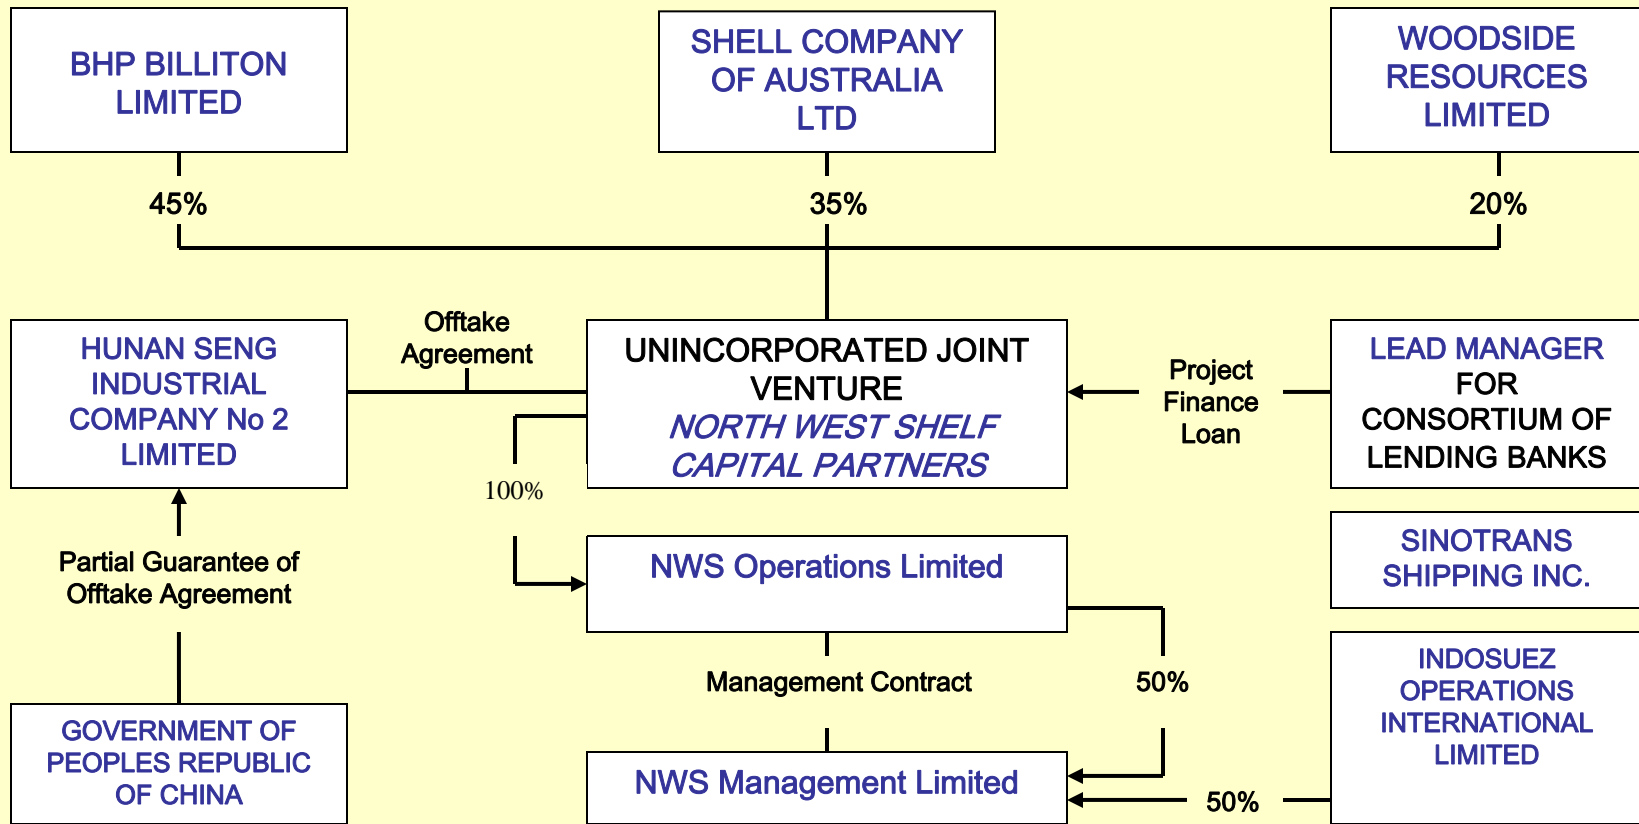 BHP BILLITON
LIMITED
SHELL COMPANY
OF AUSTRALIA
LTD
WOODSIDE
RESOURCES
LIMITED
45%
35%
20%
HUNAN SENG
INDUSTRIAL
COMPANY No 2
LIMITED
Offtake
Agreement
UNINCORPORATED JOINT
VENTURE
NORTH WEST SHELF
CAPITAL PARTNERS
Project
Finance
Loan
LEAD MANAGER
FOR
CONSORTIUM OF
LENDING BANKS
100%
Partial Guarantee of
Offtake Agreement
NWS Operations Limited
SINOTRANS
SHIPPING INC.
Management Contract
50%
INDOSUEZ
OPERATIONS
INTERNATIONAL
LIMITED
GOVERNMENT OF
PEOPLES REPUBLIC
OF CHINA
NWS Management Limited
50%